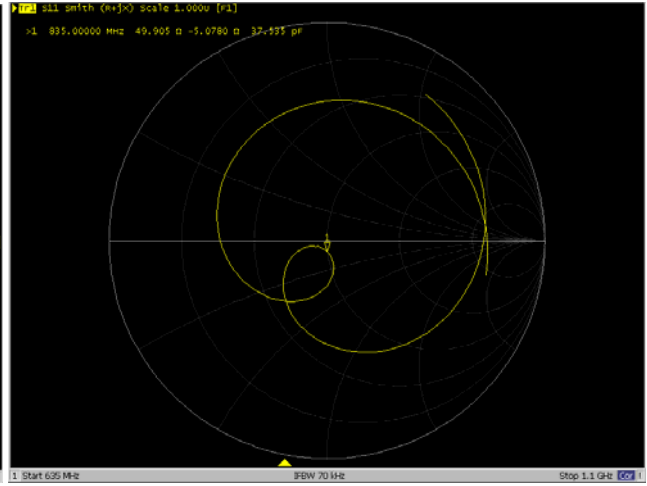 Tr1 S11 Smith (R+jX) Scale 1.000U [F1]
>1 835.00000 MHz 49.905 Ω -5.0780 Ω 37.535 pF
1
1 Start 635 MHz IFBW 70 kHz Stop 1.1 GHz Cor !